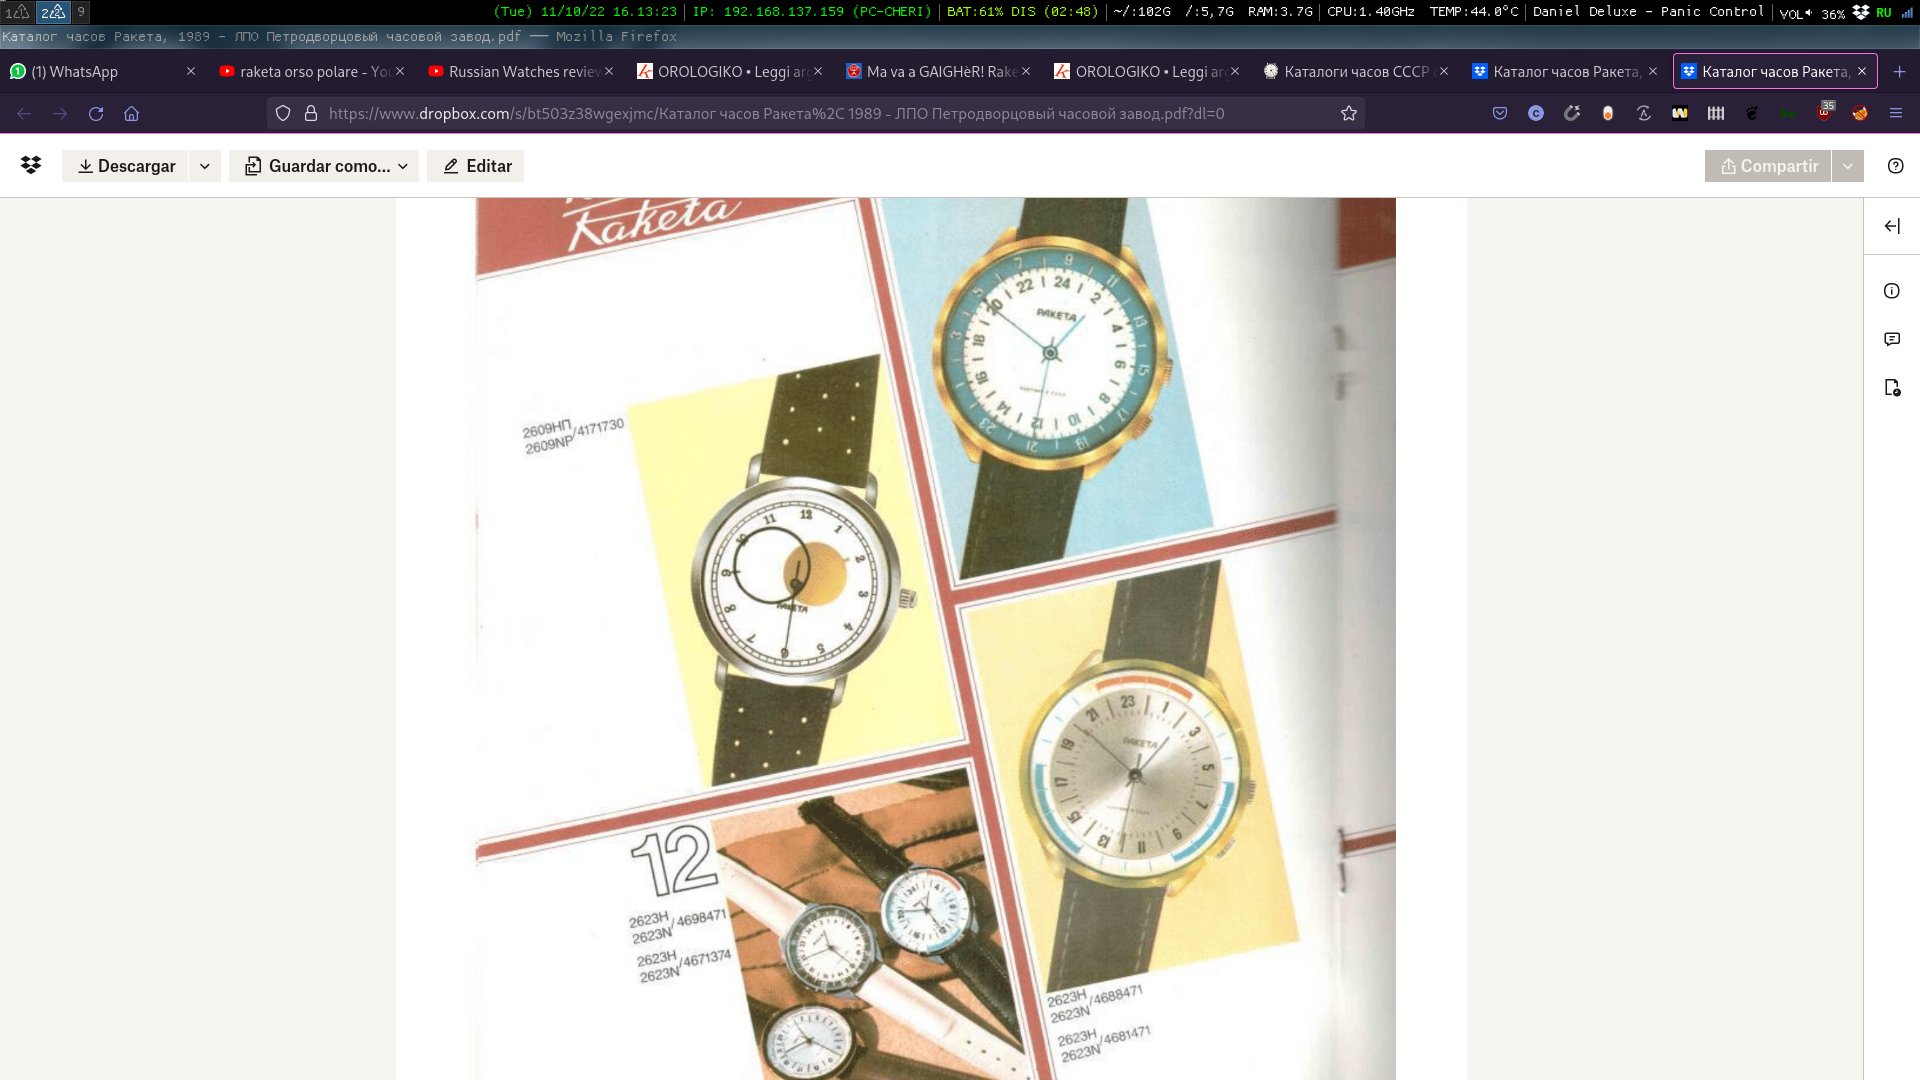 1 2 9 (Tue) 11/10/22 16.13:23 IP: 192.168.137.159 (PC-CHERI) BAT:61% DIS (02:48) ~/:102G /:5,7G RAM:3.7G CPU:1.40GHz TEMP:44.0°C Daniel Deluxe - Panic Control VOL 36% RU
Каталог часов Ракета, 1989 - ЛПО Петродворцовый часовой завод.pdf — Mozilla Firefox
(1) WhatsApp
raketa orso polare - You
Russian Watches review
OROLOGIKO • Leggi arg
Ma va a GAIGHèR! Rake
OROLOGIKO • Leggi arg
Каталоги часов СССР
Каталог часов Ракета,
Каталог часов Ракета,
https://www.dropbox.com/s/bt503z38wgexjmc/Каталог часов Ракета%2C 1989 - ЛПО Петродворцовый часовой завод.pdf?dl=0
35
Descargar
Guardar como...
Editar
Compartir
Raketa
РАКЕТА
2609НП
2609NP/4171730
РАКЕТА
РАКЕТА
12
2623Н
2623N/4698471
2623Н
2623N/4671374
2623Н
2623N/4688471
2623Н
2623N/4681471